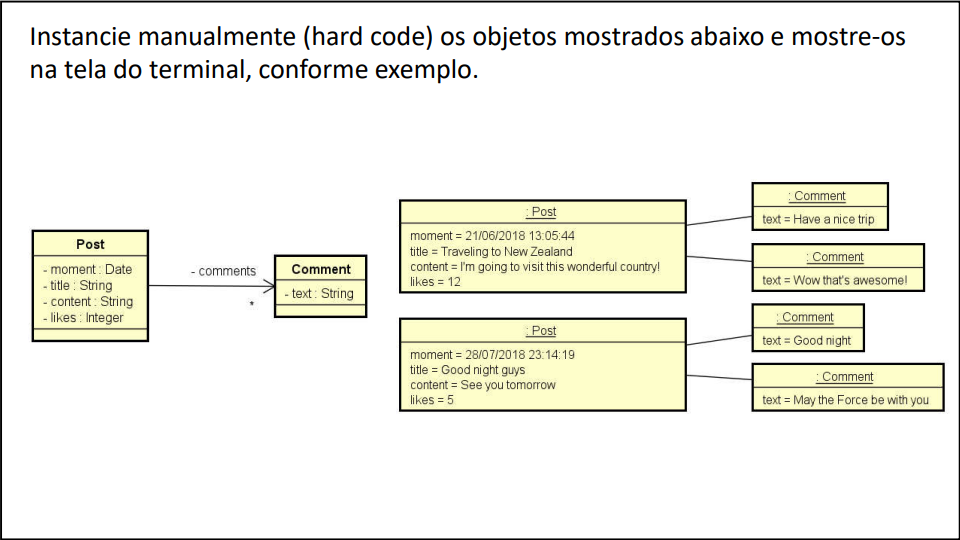 Instancie manualmente (hard code) os objetos mostrados abaixo e mostre-os
na tela do terminal, conforme exemplo.
Post
- moment : Date
- title : String
- content : String
- likes : Integer
- comments
*
Comment
- text : String
: Post
moment = 21/06/2018 13:05:44
title = Traveling to New Zealand
content = I'm going to visit this wonderful country!
likes = 12
: Comment
text = Have a nice trip
: Comment
text = Wow that's awesome!
: Post
moment = 28/07/2018 23:14:19
title = Good night guys
content = See you tomorrow
likes = 5
: Comment
text = Good night
: Comment
text = May the Force be with you